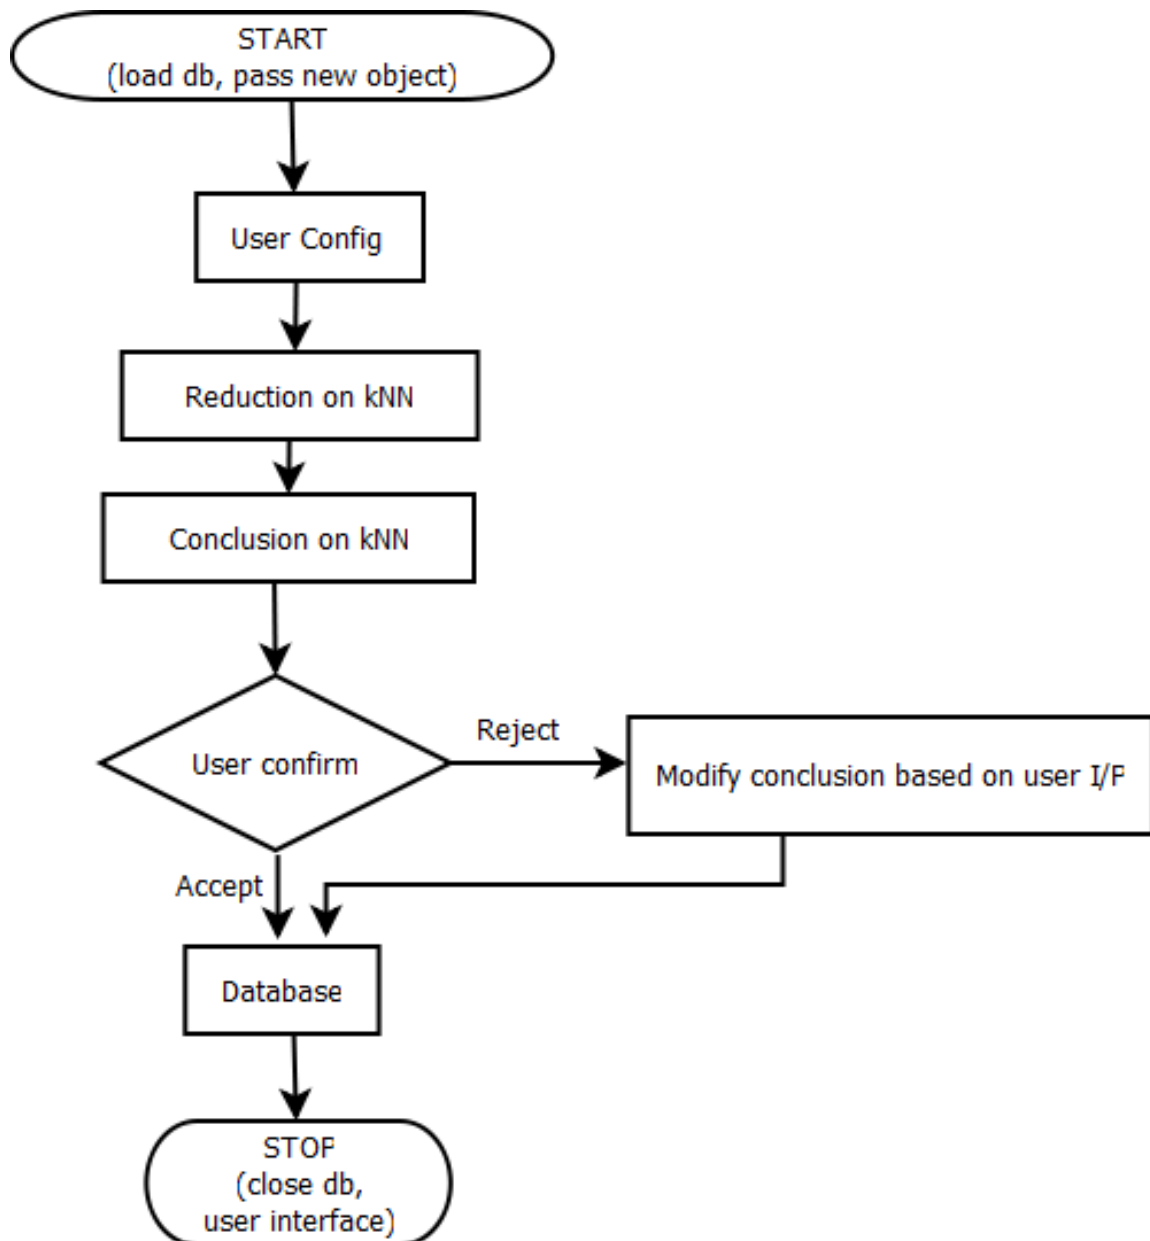 START
(load db, pass new object)
User Config
Reduction on kNN
Conclusion on kNN
User confirm
Reject
Modify conclusion based on user I/P
Accept
Database
STOP
(close db,
user interface)